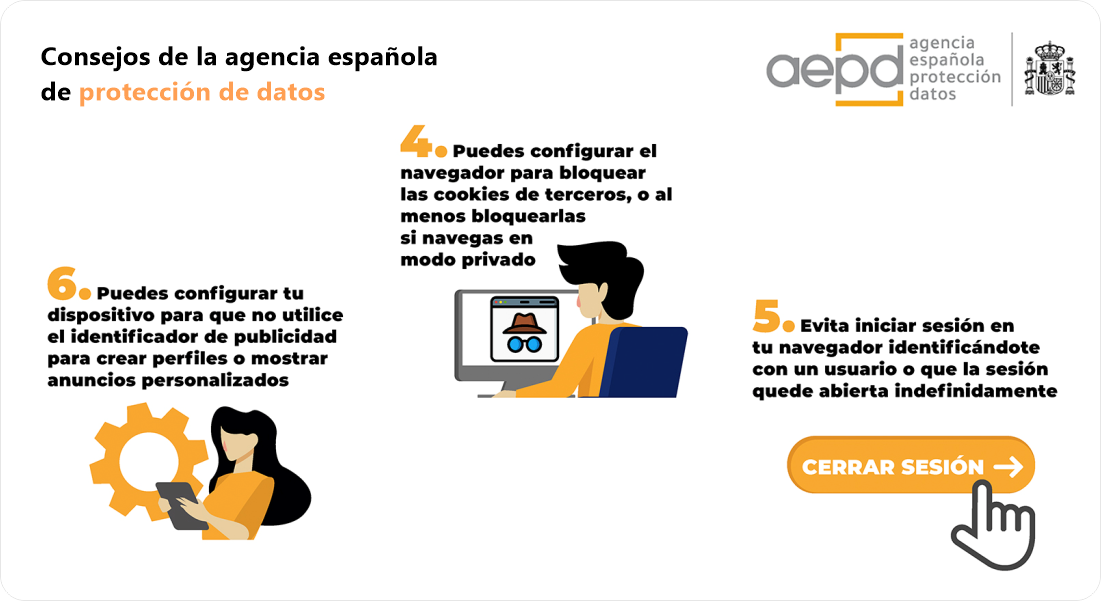 Consejos de la agencia española
de protección de datos
aepd
agencia
española
protección
datos
4. Puedes configurar el
navegador para bloquear
las cookies de terceros, o al
menos bloquearlas
si navegas en
modo privado
5. Evita iniciar sesión en
tu navegador identificándote
con un usuario o que la sesión
quede abierta indefinidamente
CERRAR SESIÓN →
6. Puedes configurar tu
dispositivo para que no utilice
el identificador de publicidad
para crear perfiles o mostrar
anuncios personalizados